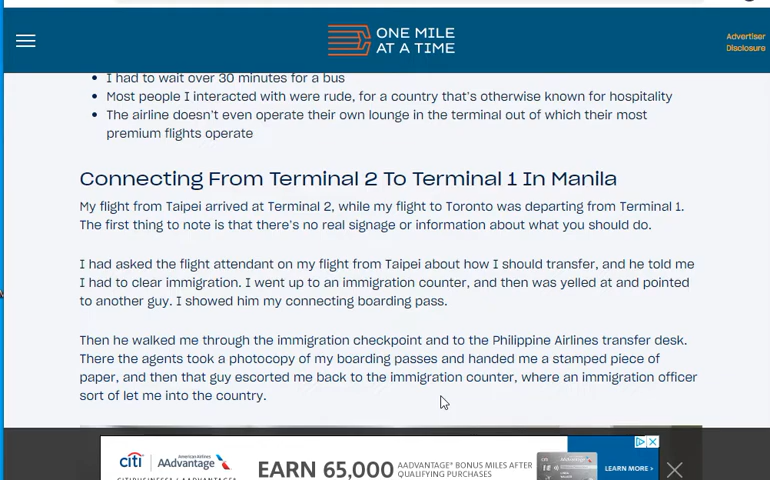 ONE MILE
AT A TIME
Advertiser
Disclosure
I had to wait over 30 minutes for a bus
Most people I interacted with were rude, for a country that's otherwise known for hospitality
The airline doesn't even operate their own lounge in the terminal out of which their most
premium flights operate
Connecting From Terminal 2 To Terminal 1 In Manila
My flight from Taipei arrived at Terminal 2, while my flight to Toronto was departing from Terminal 1.
The first thing to note is that there's no real signage or information about what you should do.
I had asked the flight attendant on my flight from Taipei about how I should transfer, and he told me
I had to clear immigration. I went up to an immigration counter, and then was yelled at and pointed
to another guy. I showed him my connecting boarding pass.
Then he walked me through the immigration checkpoint and to the Philippine Airlines transfer desk.
There the agents took a photocopy of my boarding passes and handed me a stamped piece of
paper, and then that guy escorted me back to the immigration counter, where an immigration officer
sort of let me into the country.
citi | American Airlines AAdvantage
CITIBUSINESS / AADVANTAGE
EARN 65,000 AADVANTAGE® BONUS MILES AFTER
QUALIFYING PURCHASES
LEARN MORE >